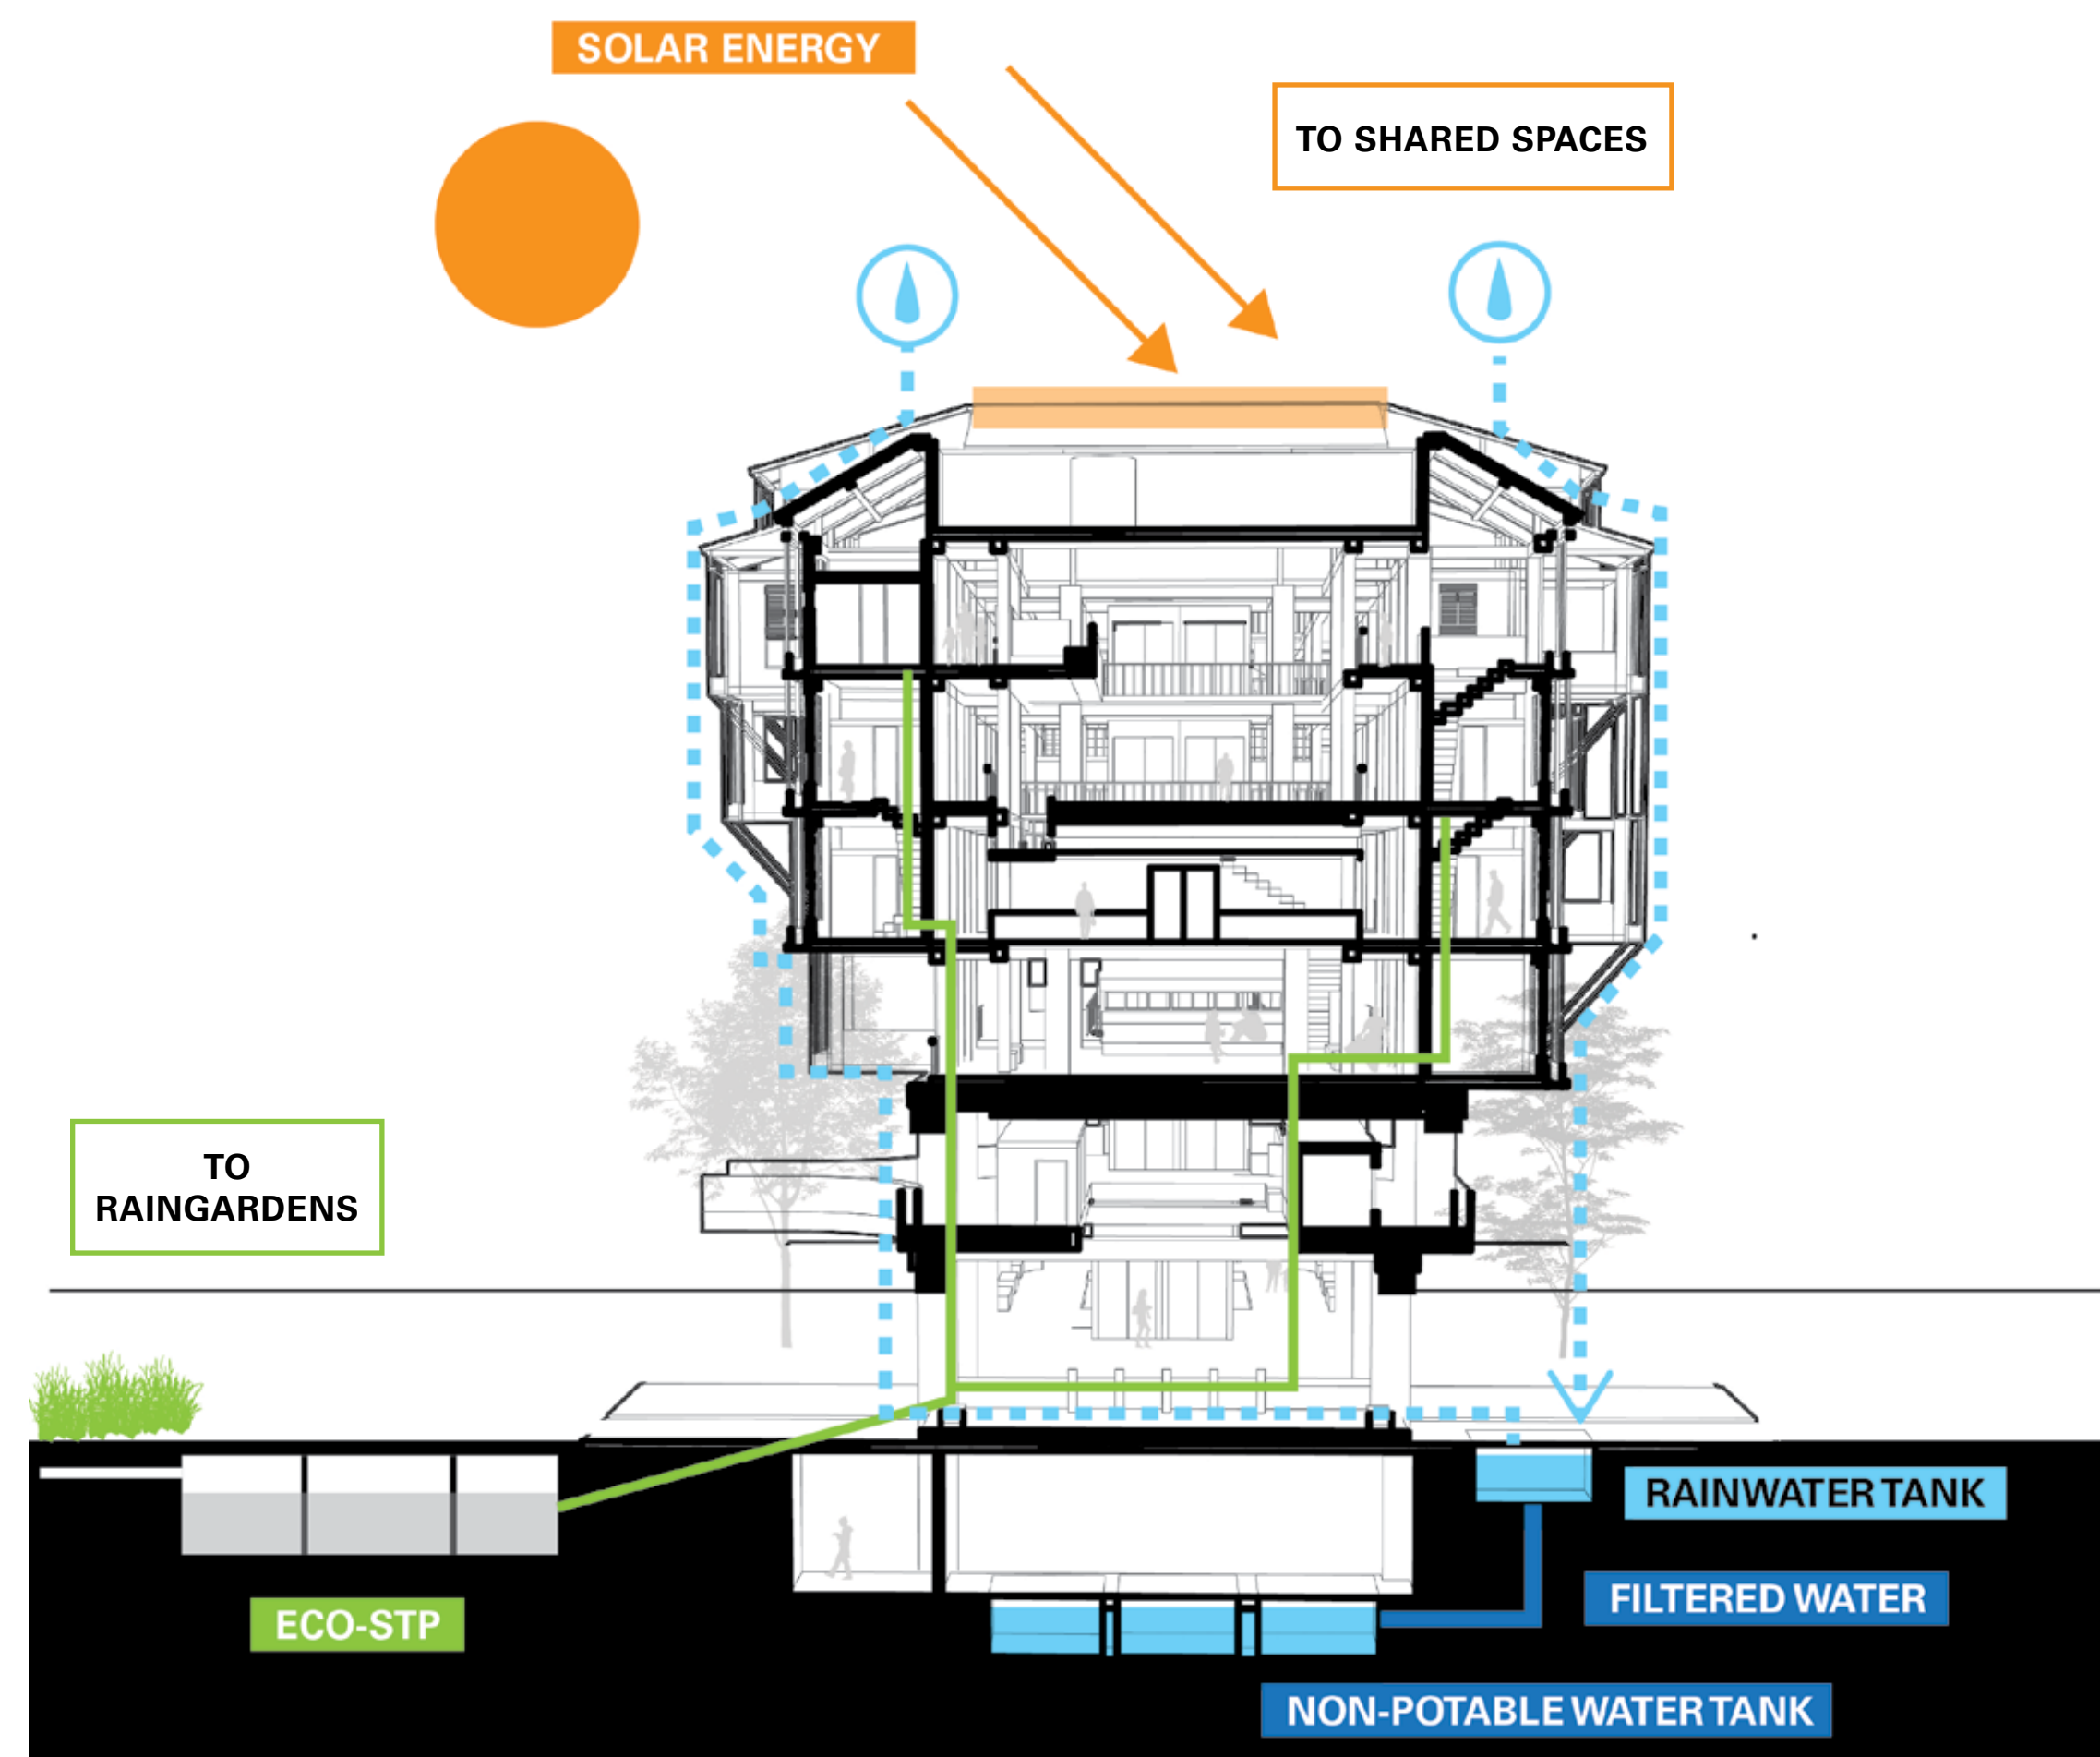 SOLAR ENERGY
TO SHARED SPACES
TO
RAINGARDENS
RAINWATER TANK
FILTERED WATER
ECO-STP
NON-POTABLE WATER TANK